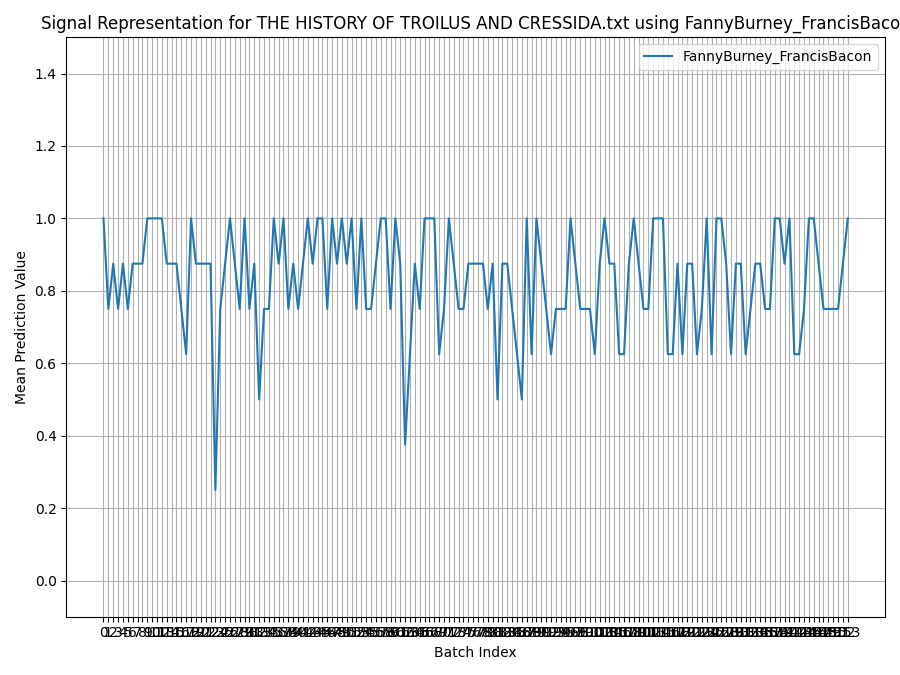 Signal Representation for THE HISTORY OF TROILUS AND CRESSIDA.txt using FannyBurney_FrancisBaco
FannyBurney_FrancisBacon
1.4
1.2
1.0
0.8
0.6
0.4
0.2
0.0
Mean Prediction Value
Batch Index